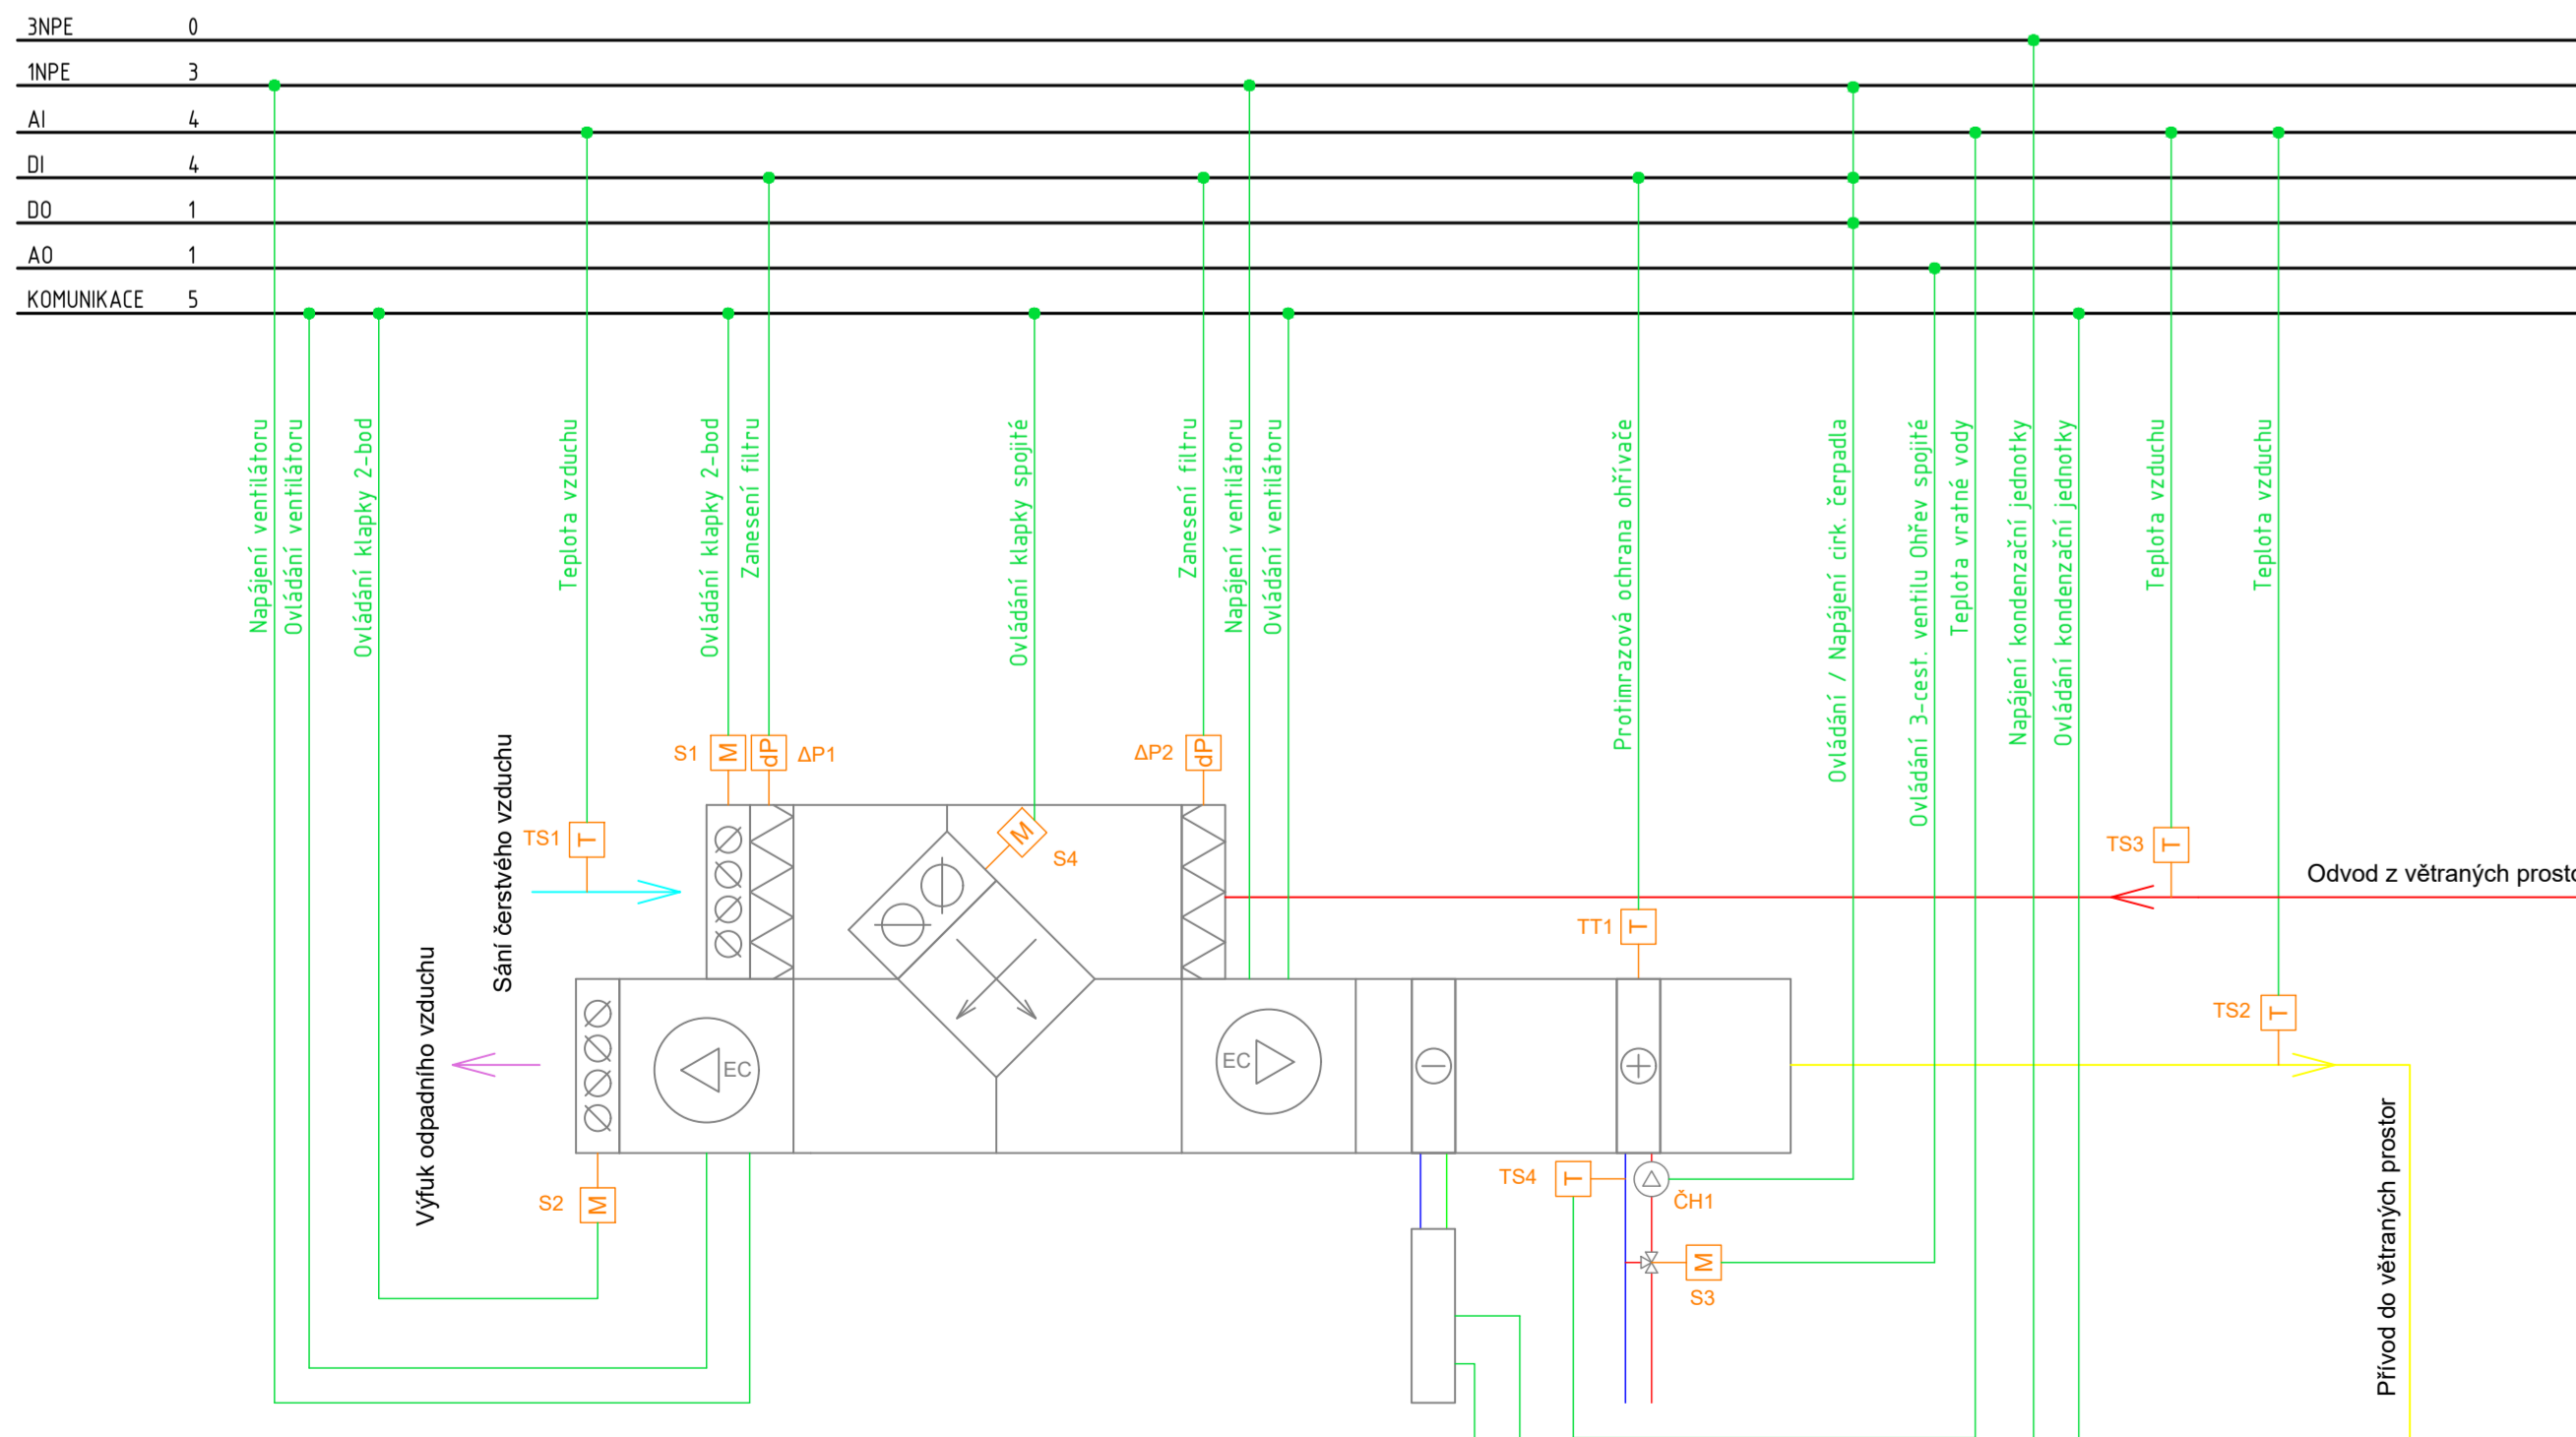 3NPE 0
1NPE 3
AI 4
DI 4
DO 1
AO 1
KOMUNIKACE 5
Napájení ventilátoru
Ovládání ventilátoru
Ovládání klapky 2-bod
Teplota vzduchu
Ovládání klapky 2-bod
Zanesení filtru
Ovládání klapky spojité
Zanesení filtru
Napájení ventilátoru
Ovládání ventilátoru
Protimrazová ochrana ohřívače
Ovládání / Napájení cirk. čerpadla
Ovládání 3-cest. ventilu Ohřev spojité
Teplota vratné vody
Napájení kondenzační jednotky
Ovládání kondenzační jednotky
Teplota vzduchu
Teplota vzduchu
Sání čerstvého vzduchu
Výfuk odpadního vzduchu
S1 M dP ΔP1
ΔP2 dP
TS1 T
M
S4
TS3 T
Odvod z větraných prosto
TT1 T
TS2 T
EC
EC
TS4 T
ČH1
S2 M
M
S3
Přívod do větraných prostor